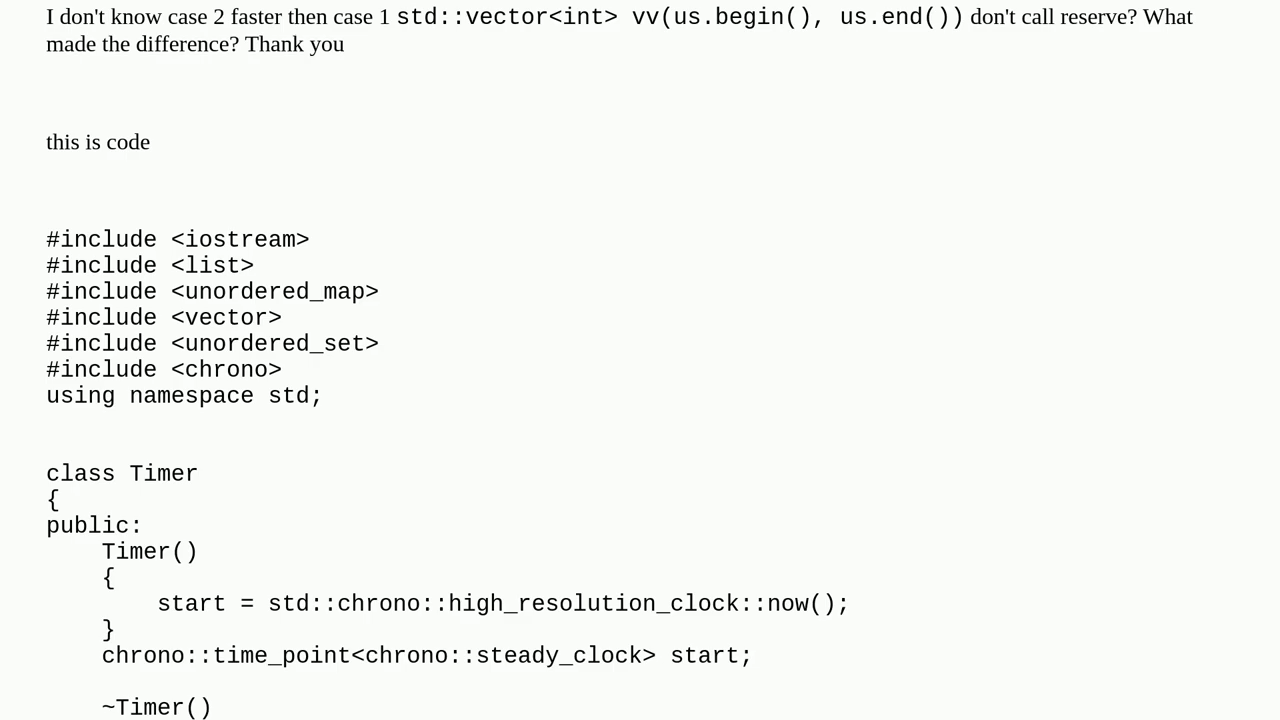 I don't know case 2 faster then case 1 std::vector<int> vv(us.begin(), us.end()) don't call reserve? What
made the difference? Thank you
this is code
#include <iostream>
#include <list>
#include <unordered_map>
#include <vector>
#include <unordered_set>
#include <chrono>
using namespace std;
class Timer
{
public:
    Timer()
    {
        start = std::chrono::high_resolution_clock::now();
    }
    chrono::time_point<chrono::steady_clock> start;
    ~Timer()